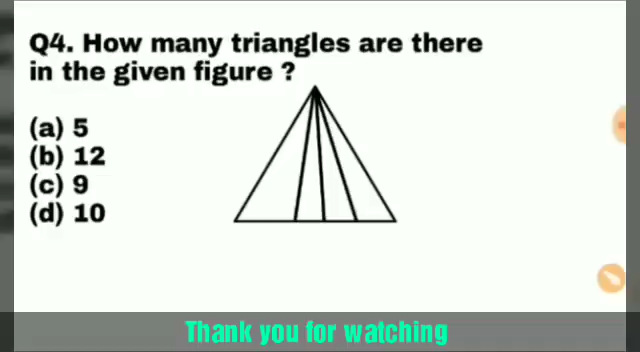 Q4. How many triangles are there
in the given figure ?
(a) 5
(b) 12
(c) 9
(d) 10
Thank you for watching